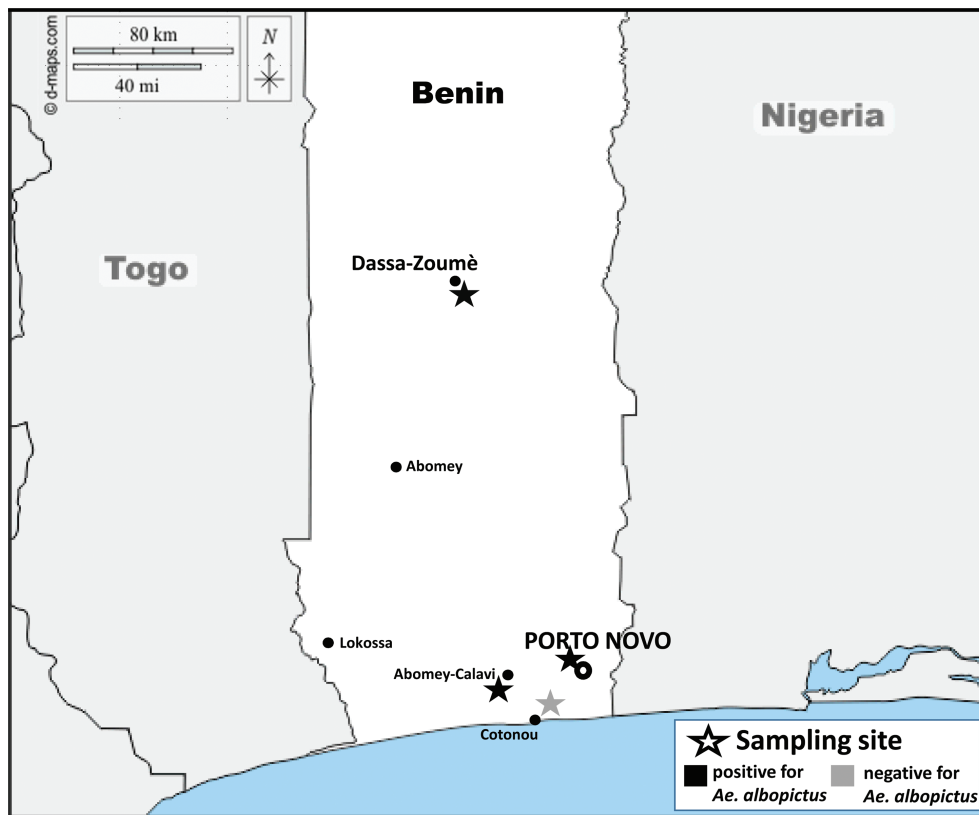 © d-maps.com
80 km
40 mi
N
Benin
Nigeria
Togo
Dassa-Zoumè
Abomey
Lokossa
PORTO NOVO
Abomey-Calavi
Cotonou
Sampling site
positive for
Ae. albopictus
negative for
Ae. albopictus